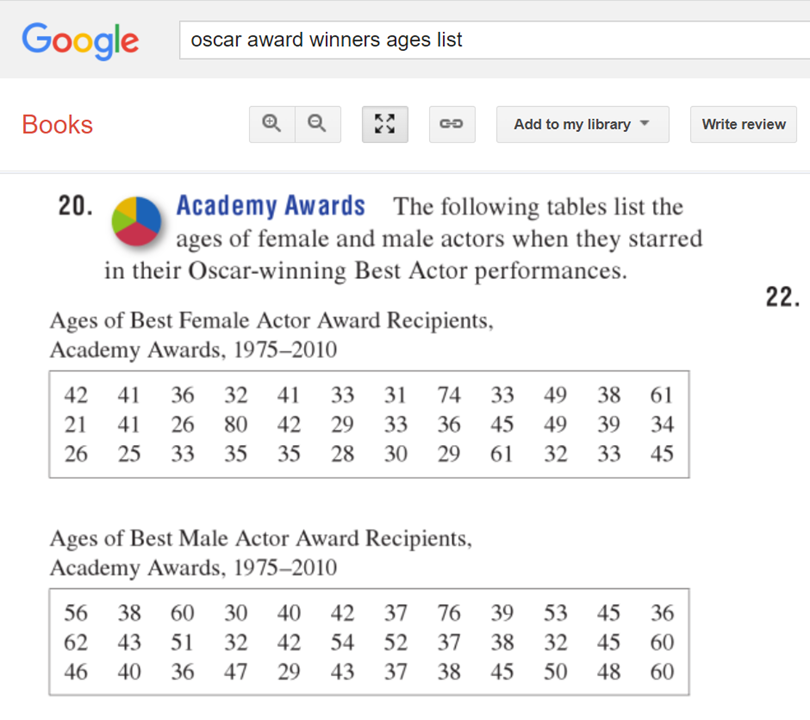 Google
oscar award winners ages list
Books
Add to my library
Write review
20. Academy Awards The following tables list the
ages of female and male actors when they starred
in their Oscar-winning Best Actor performances.
22.
Ages of Best Female Actor Award Recipients,
Academy Awards, 1975–2010
42 41 36 32 41 33 31 74 33 49 38 61
21 41 26 80 42 29 33 36 45 49 39 34
26 25 33 35 35 28 30 29 61 32 33 45
Ages of Best Male Actor Award Recipients,
Academy Awards, 1975–2010
56 38 60 30 40 42 37 76 39 53 45 36
62 43 51 32 42 54 52 37 38 32 45 60
46 40 36 47 29 43 37 38 45 50 48 60